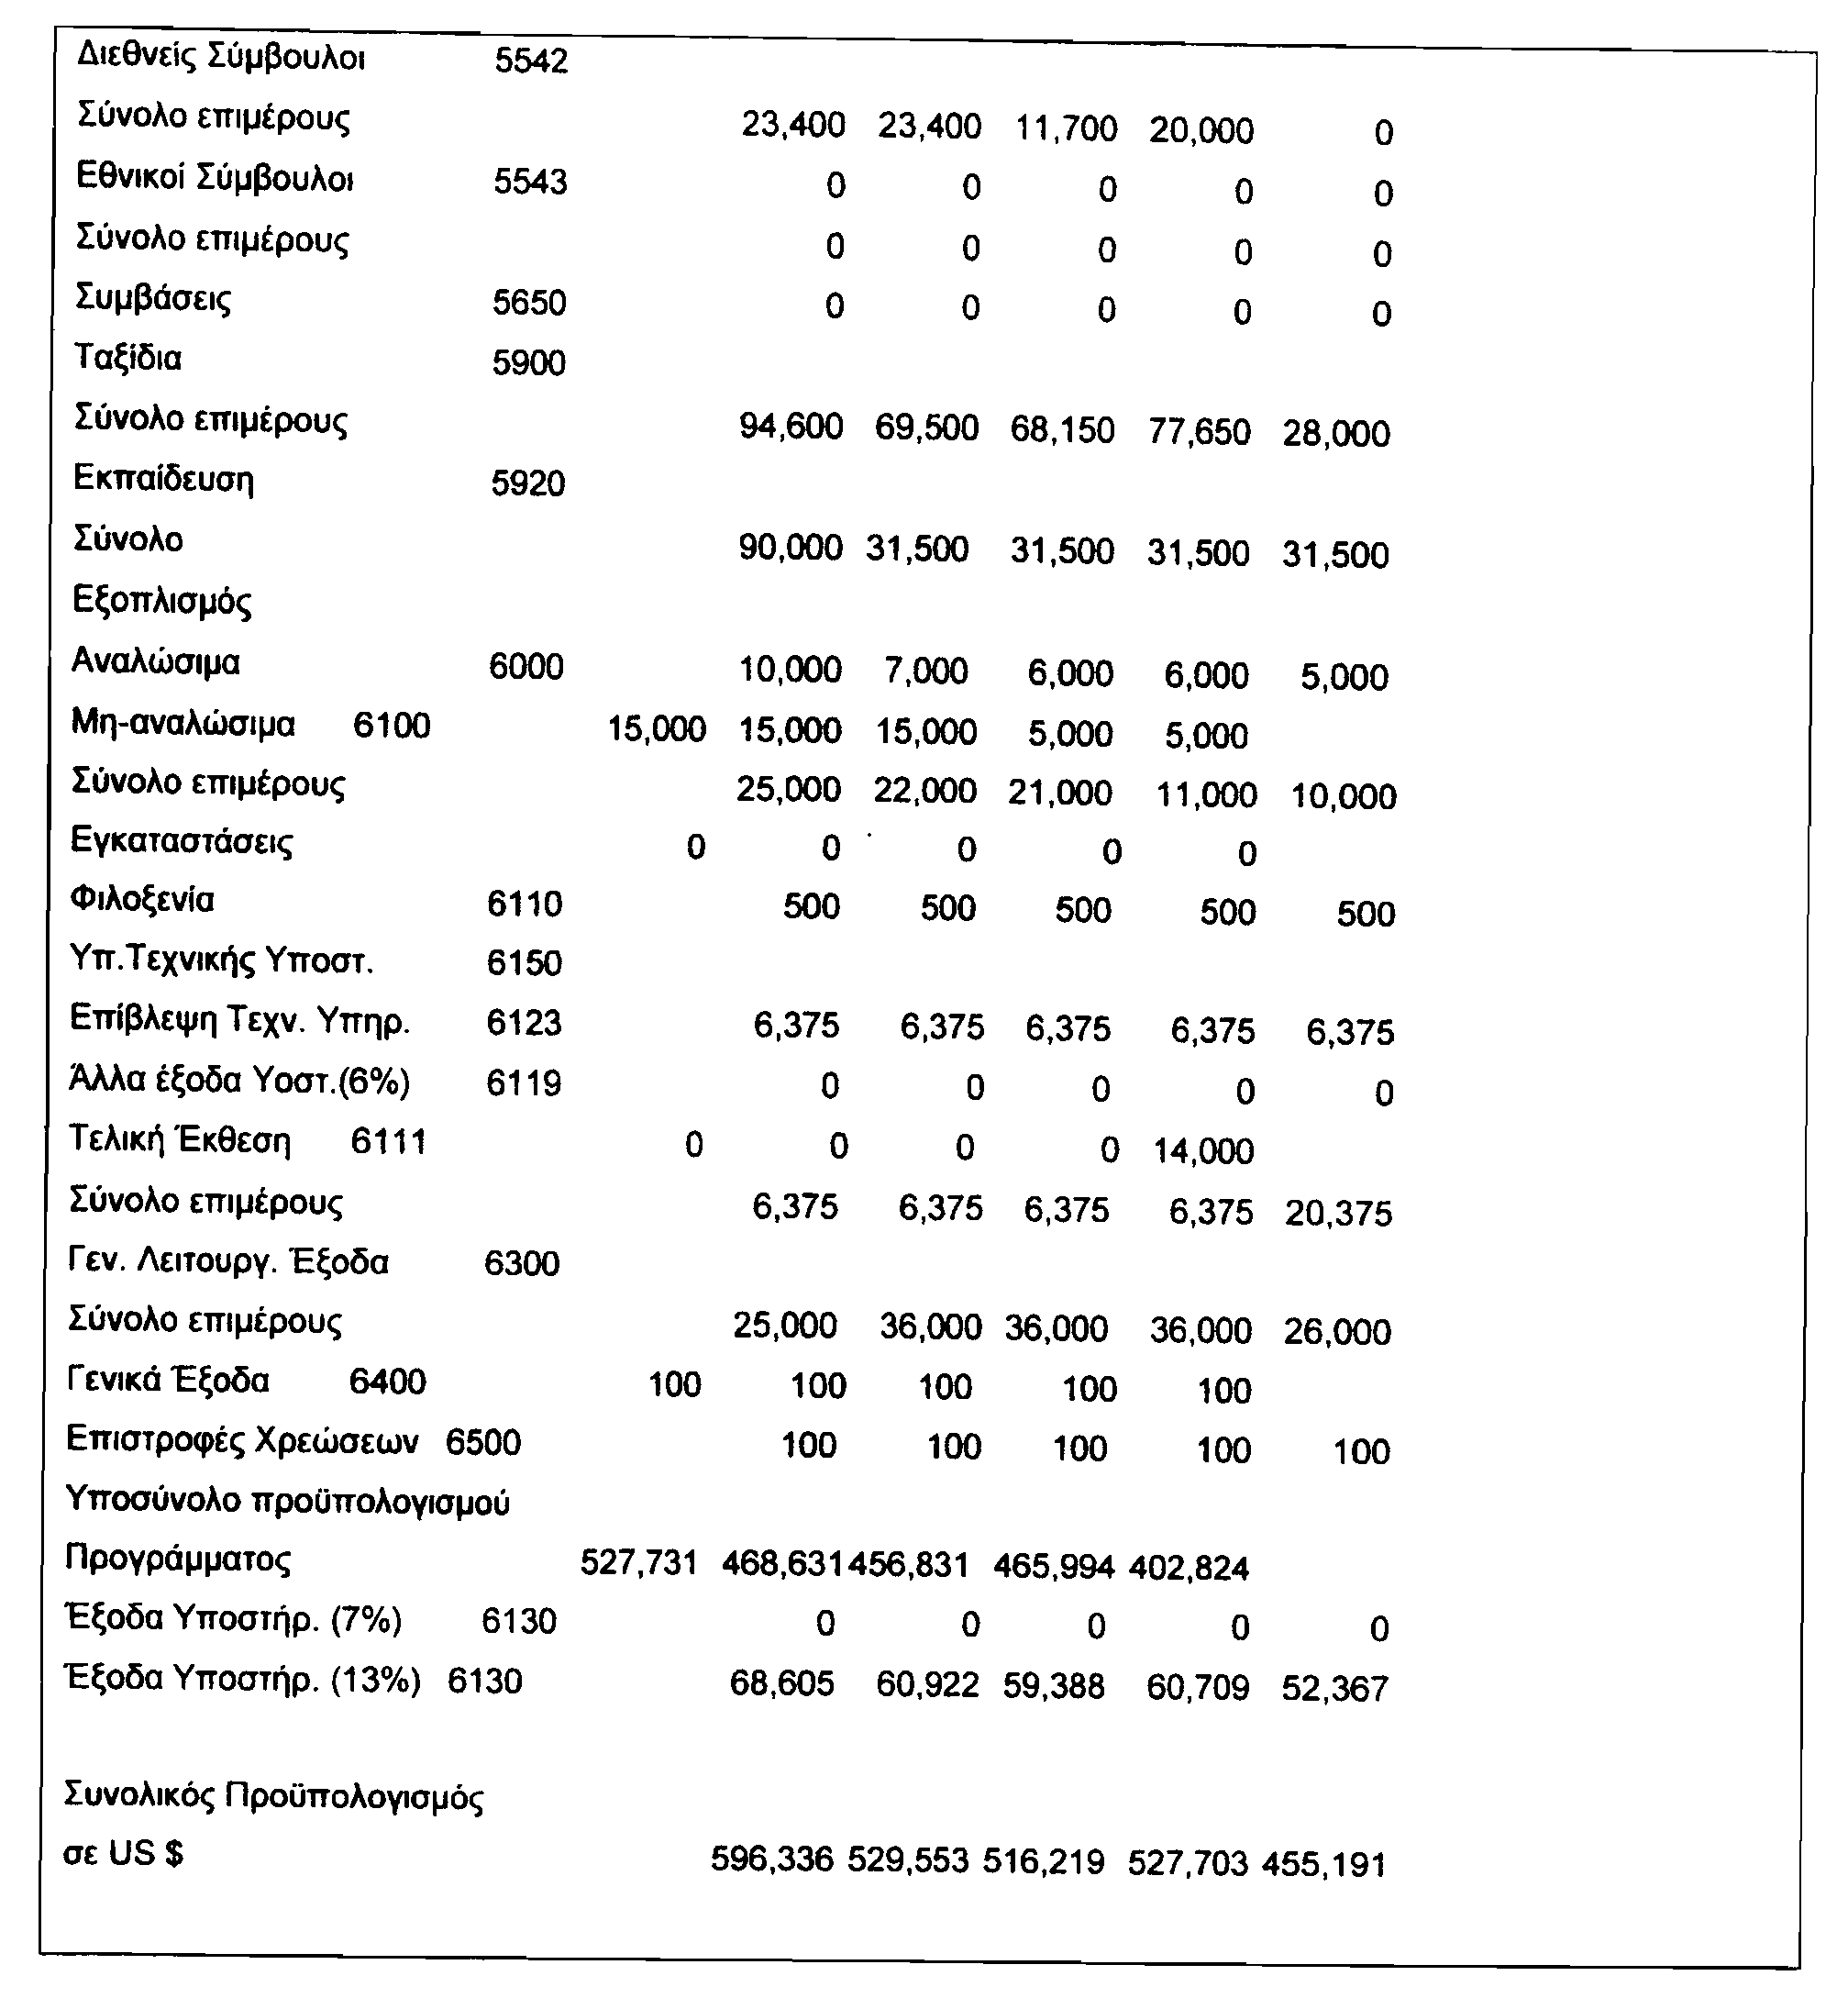 Διεθνείς Σύμβουλοι 5542
Σύνολο επιμέρους 23,400 23,400 11,700 20,000 0
Εθνικοί Σύμβουλοι 5543 0 0 0 0 0
Σύνολο επιμέρους 0 0 0 0 0
Συμβάσεις 5650 0 0 0 0 0
Ταξίδια 5900
Σύνολο επιμέρους 94,600 69,500 68,150 77,650 28,000
Εκπαίδευση 5920
Σύνολο 90,000 31,500 31,500 31,500 31,500
Εξοπλισμός
Αναλώσιμα 6000 10,000 7,000 6,000 6,000 5,000
Μη-αναλώσιμα 6100 15,000 15,000 15,000 5,000 5,000
Σύνολο επιμέρους 25,000 22,000 21,000 11,000 10,000
Εγκαταστάσεις 0 0 0 0 0
Φιλοξενία 6110 500 500 500 500 500
Υπ.Τεχνικής Υποστ. 6150
Επίβλεψη Τεχν. Υπηρ. 6123 6,375 6,375 6,375 6,375 6,375
Άλλα έξοδα Υοστ.(6%) 6119 0 0 0 0 0
Τελική Έκθεση 6111 0 0 0 0 14,000
Σύνολο επιμέρους 6,375 6,375 6,375 6,375 20,375
Γεν. Λειτουργ. Έξοδα 6300
Σύνολο επιμέρους 25,000 36,000 36,000 36,000 26,000
Γενικά Έξοδα 6400 100 100 100 100 100
Επιστροφές Χρεώσεων 6500 100 100 100 100 100
Υποσύνολο προϋπολογισμού
Προγράμματος 527,731 468,631 456,831 465,994 402,824
Έξοδα Υποστήρ. (7%) 6130 0 0 0 0 0
Έξοδα Υποστήρ. (13%) 6130 68,605 60,922 59,388 60,709 52,367
Συνολικός Προϋπολογισμός
σε US $ 596,336 529,553 516,219 527,703 455,191